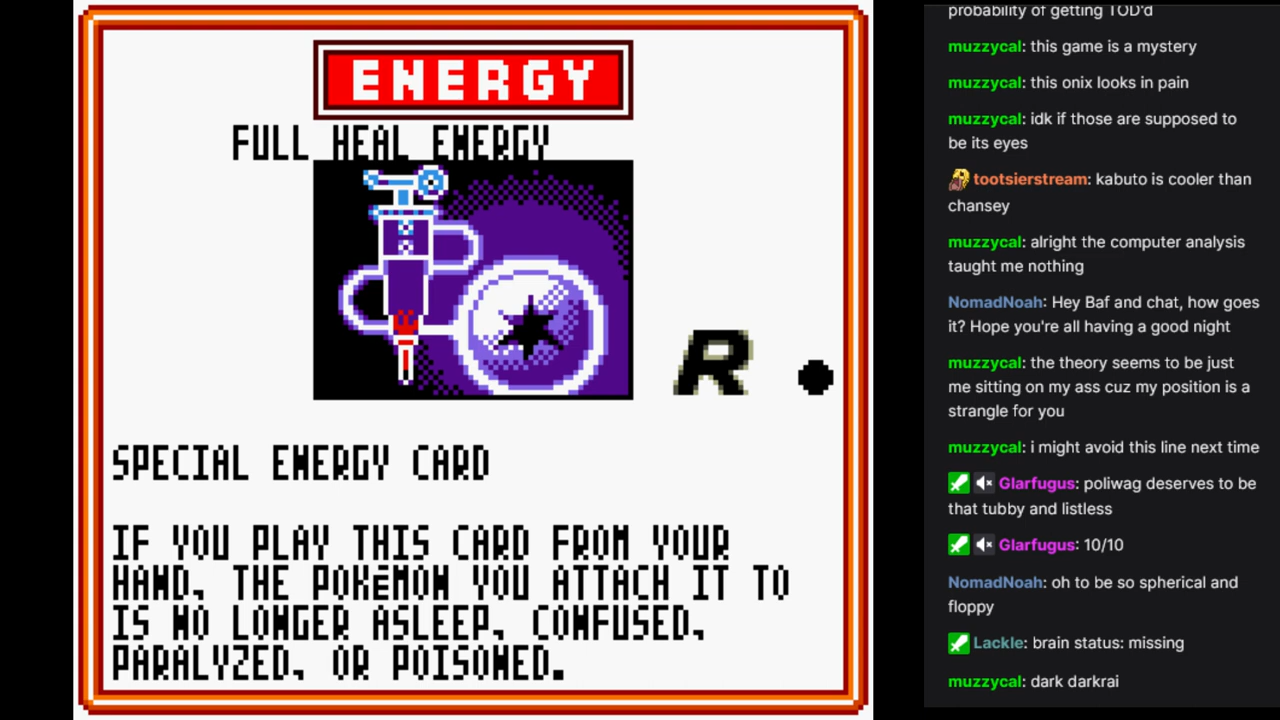 ENERGY
FULL HEAL ENERGY
R
SPECIAL ENERGY CARD
IF YOU PLAY THIS CARD FROM YOUR
HAND, THE POKéMON YOU ATTACH IT TO
IS NO LONGER ASLEEP, CONFUSED,
PARALYZED, OR POISONED.
probability of getting TOD'd
muzzycal: this game is a mystery
muzzycal: this onix looks in pain
muzzycal: idk if those are supposed to
be its eyes
tootsierstream: kabuto is cooler than
chansey
muzzycal: alright the computer analysis
taught me nothing
NomadNoah: Hey Baf and chat, how goes
it? Hope you're all having a good night
muzzycal: the theory seems to be just
me sitting on my ass cuz my position is a
strangle for you
muzzycal: i might avoid this line next time
Glarfugus: poliwag deserves to be
that tubby and listless
Glarfugus: 10/10
NomadNoah: oh to be so spherical and
floppy
Lackle: brain status: missing
muzzycal: dark darkrai